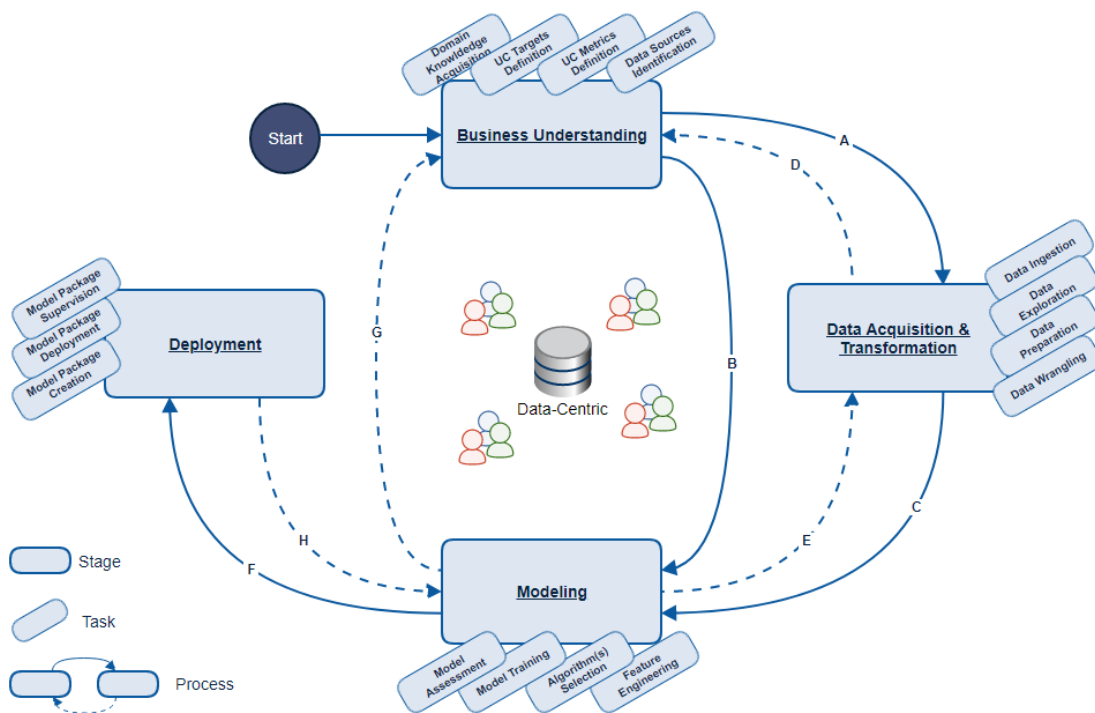 Domain
Knowledge
Acquisition
UC Targets
Definition
UC Metrics
Definition
Data Sources
Identification
Start
Business Understanding
A
D
Model Package
Supervision
Model Package
Deployment
Model Package
Creation
Deployment
G
Data-Centric
B
Data Acquisition &
Transformation
Data Ingestion
Data
Exploration
Data
Preparation
Data Wrangling
C
E
H
F
Modeling
Model
Assessment
Model Training
Algorithm(s)
Selection
Feature
Engineering
Stage
Task
Process